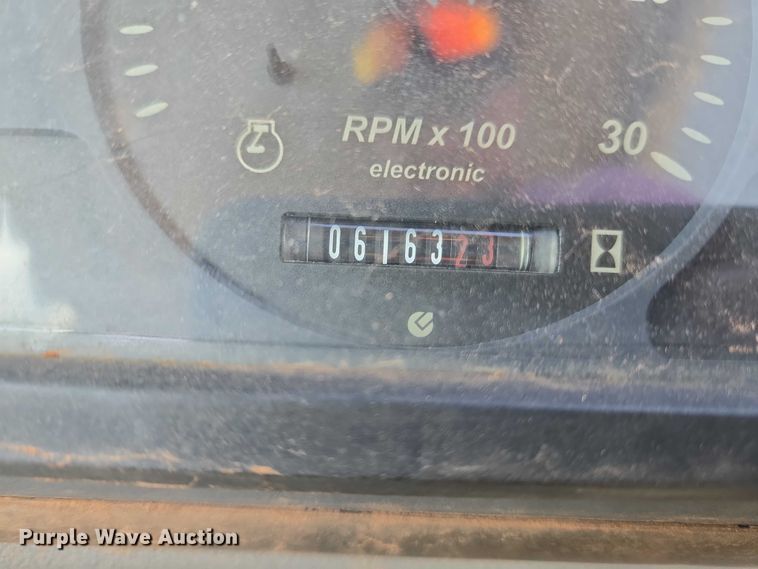 RPM x 100
30
electronic
0616323
Purple Wave Auction